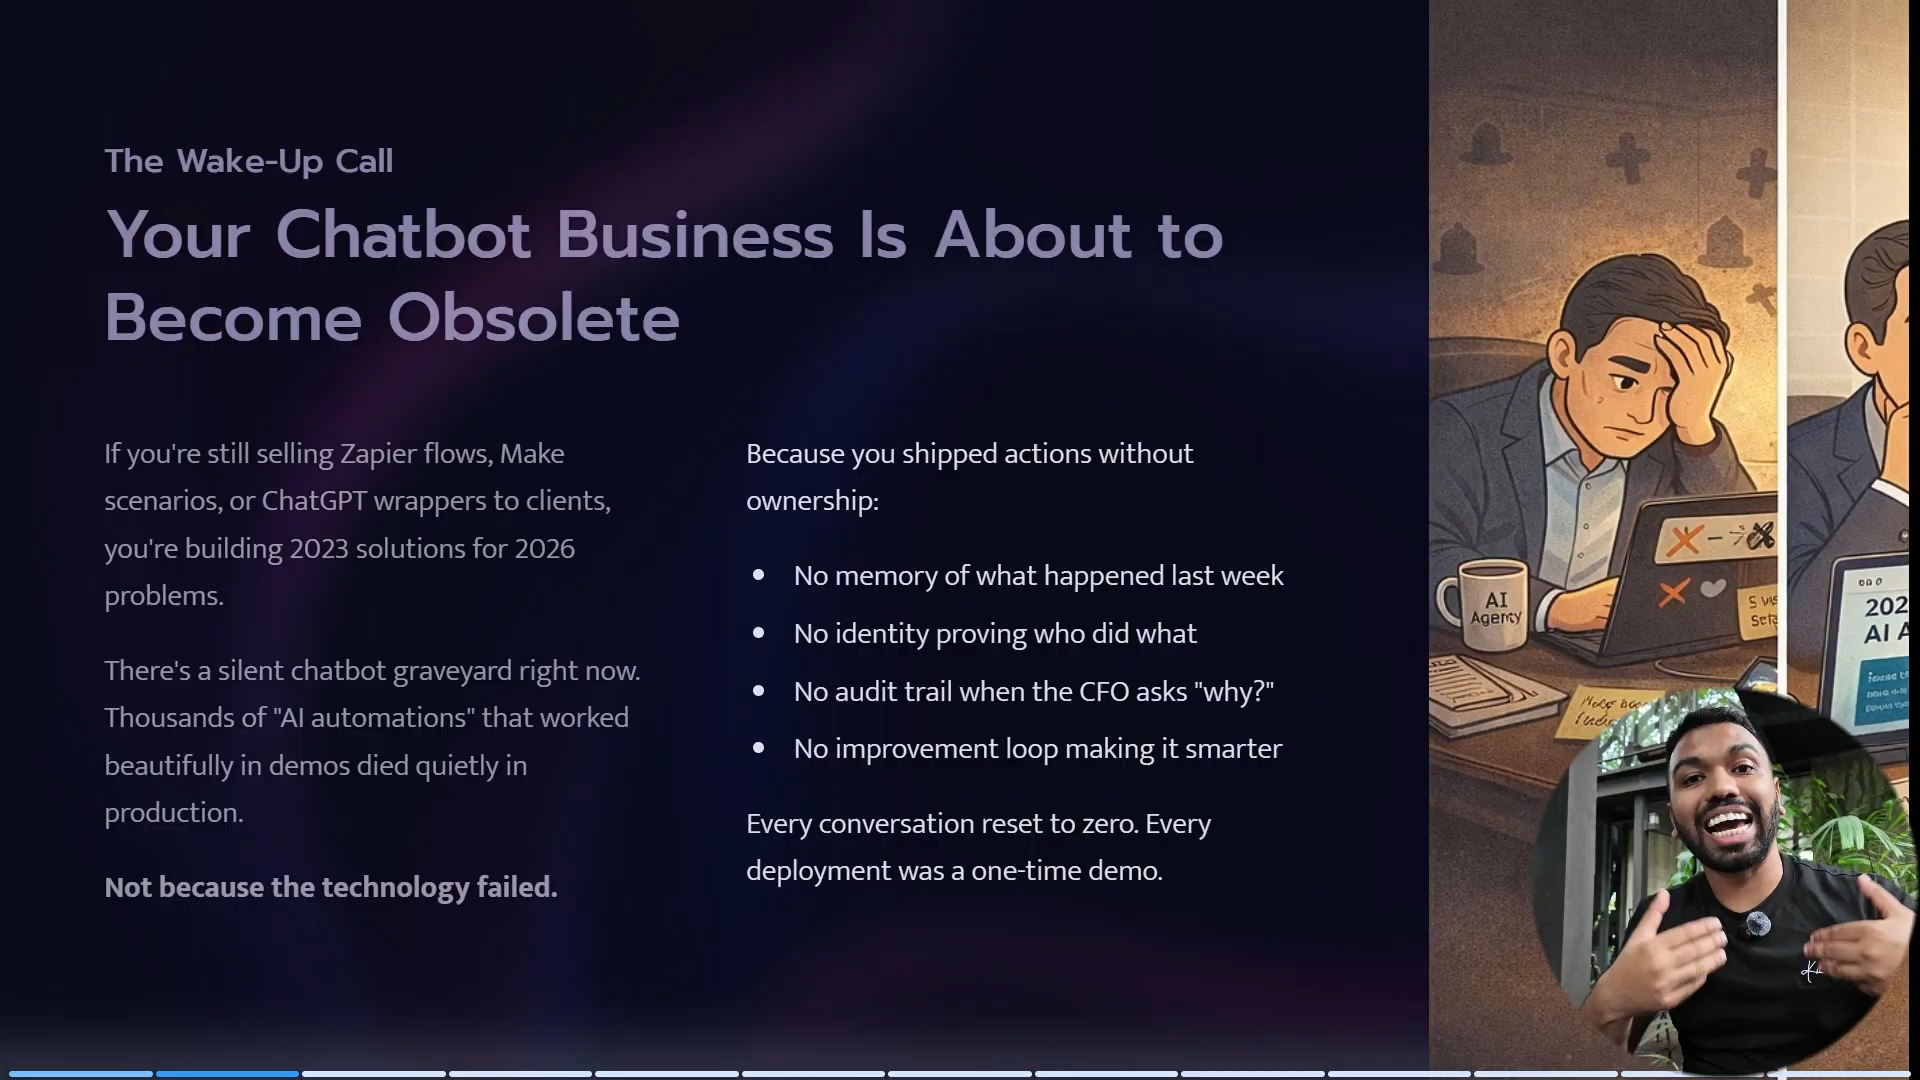 The Wake-Up Call
Your Chatbot Business Is About to
Become Obsolete
If you're still selling Zapier flows, Make
scenarios, or ChatGPT wrappers to clients,
you're building 2023 solutions for 2026
problems.
There's a silent chatbot graveyard right now.
Thousands of "AI automations" that worked
beautifully in demos died quietly in
production.
Not because the technology failed.
Because you shipped actions without
ownership:
• No memory of what happened last week
• No identity proving who did what
• No audit trail when the CFO asks "why?"
• No improvement loop making it smarter
Every conversation reset to zero. Every
deployment was a one-time demo.
AI
Agency
202
AI A